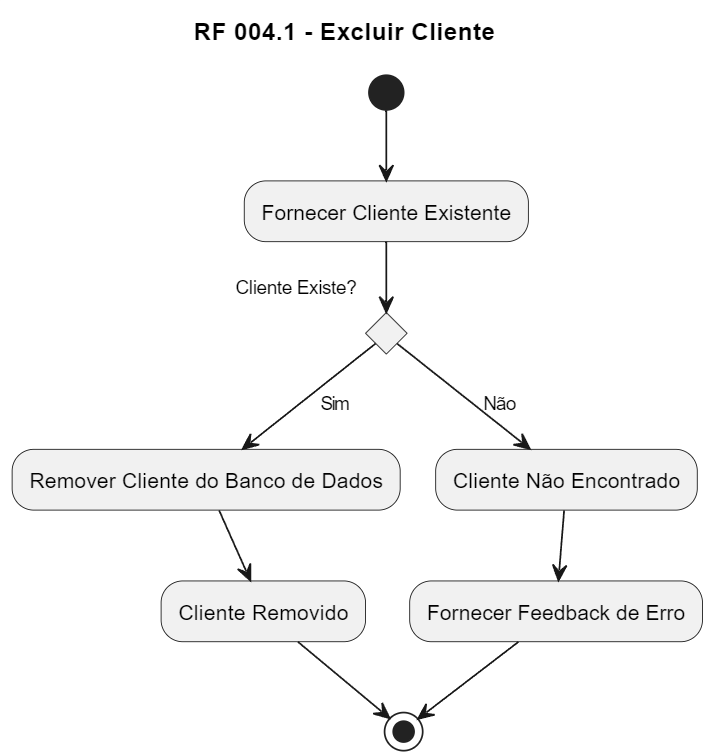 RF 004.1 - Excluir Cliente
Fornecer Cliente Existente
Cliente Existe?
Sim
Não
Remover Cliente do Banco de Dados
Cliente Não Encontrado
Cliente Removido
Fornecer Feedback de Erro